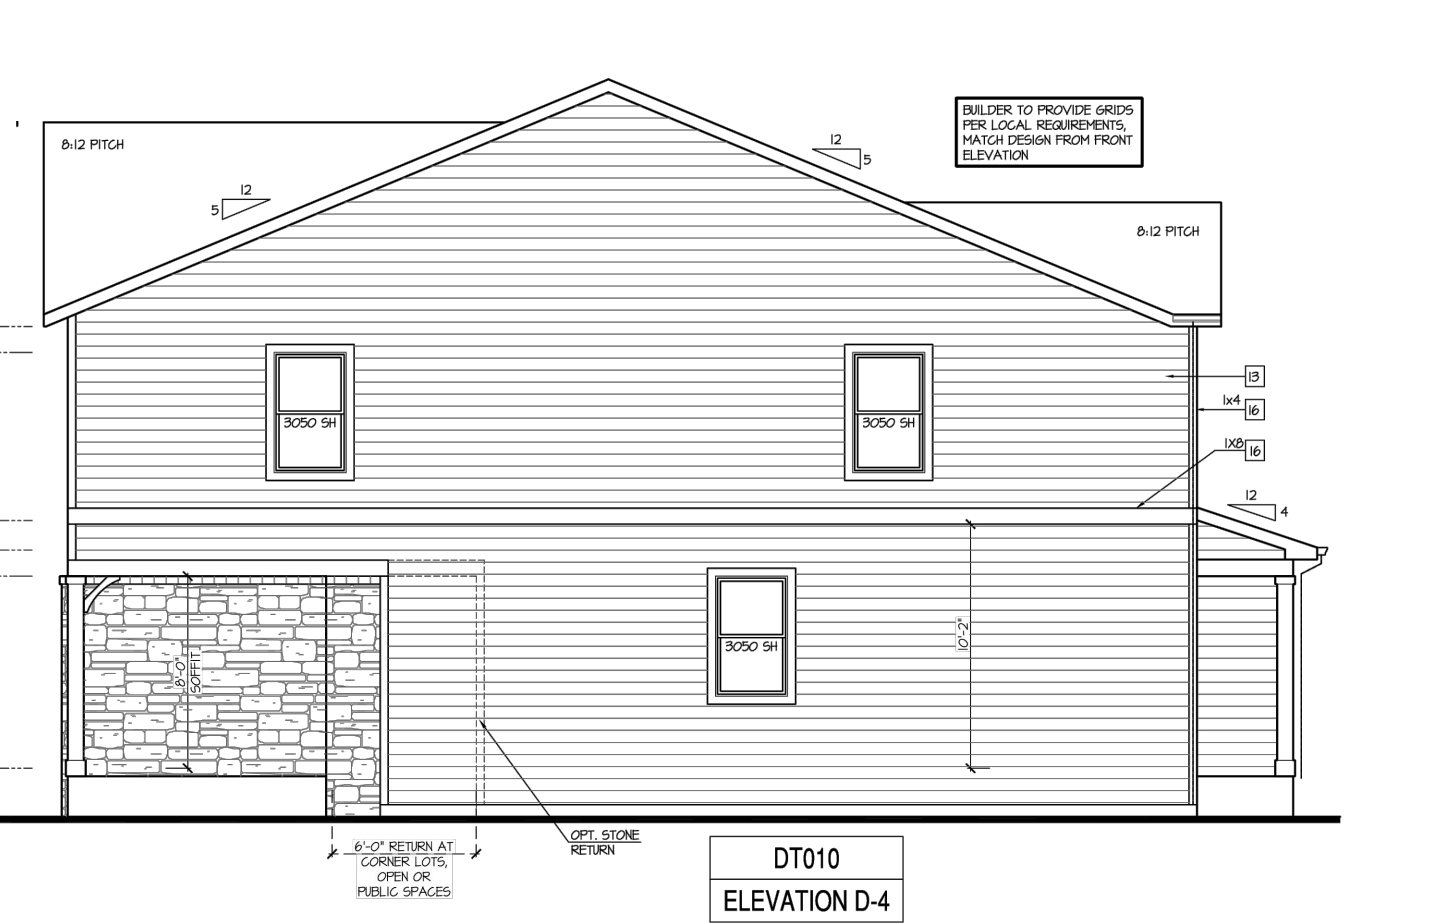 BUILDER TO PROVIDE GRIDS
PER LOCAL REQUIREMENTS,
MATCH DESIGN FROM FRONT
ELEVATION
8:12 PITCH
12
5
12
5
8:12 PITCH
3050 SH
3050 SH
13
1x4
16
1X8
16
12
4
8'-0"
SOFFIT
3050 SH
10'-2"
OPT. STONE
RETURN
6'-0" RETURN AT
CORNER LOTS,
OPEN OR
PUBLIC SPACES
DT010
ELEVATION D-4